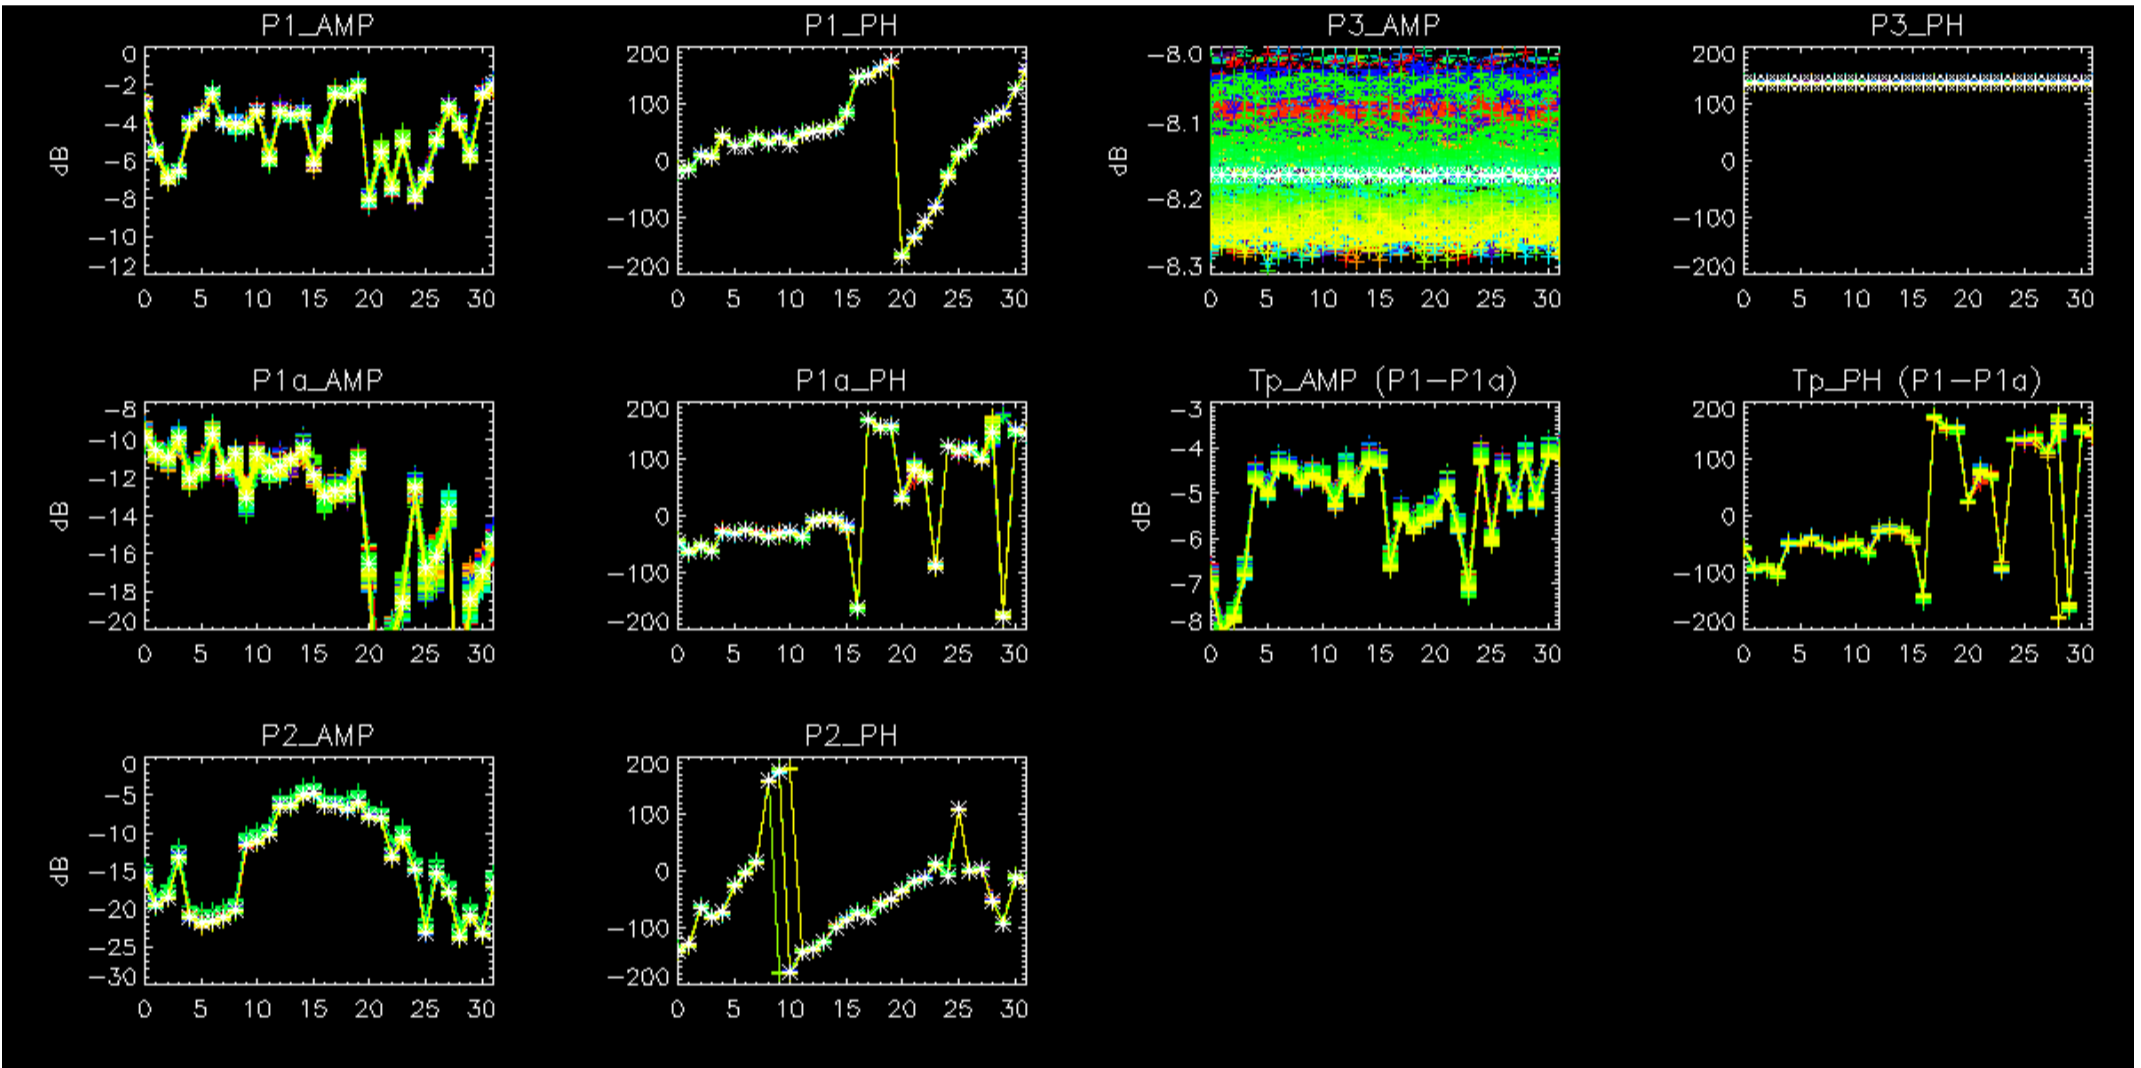 P1_AMP
P1_PH
P3_AMP
P3_PH
0
-2
-4
-6
-8
-10
-12
dB
0 5 10 15 20 25 30
200
100
0
-100
-200
0 5 10 15 20 25 30
-8.0
-8.1
-8.2
-8.3
dB
0 5 10 15 20 25 30
200
100
0
-100
-200
0 5 10 15 20 25 30
P1a_AMP
P1a_PH
Tp_AMP (P1-P1a)
Tp_PH (P1-P1a)
-8
-10
-12
-14
-16
-18
-20
dB
0 5 10 15 20 25 30
200
100
0
-100
-200
0 5 10 15 20 25 30
-3
-4
-5
-6
-7
-8
dB
0 5 10 15 20 25 30
200
100
0
-100
-200
0 5 10 15 20 25 30
P2_AMP
P2_PH
0
-5
-10
-15
-20
-25
-30
dB
0 5 10 15 20 25 30
200
100
0
-100
-200
0 5 10 15 20 25 30